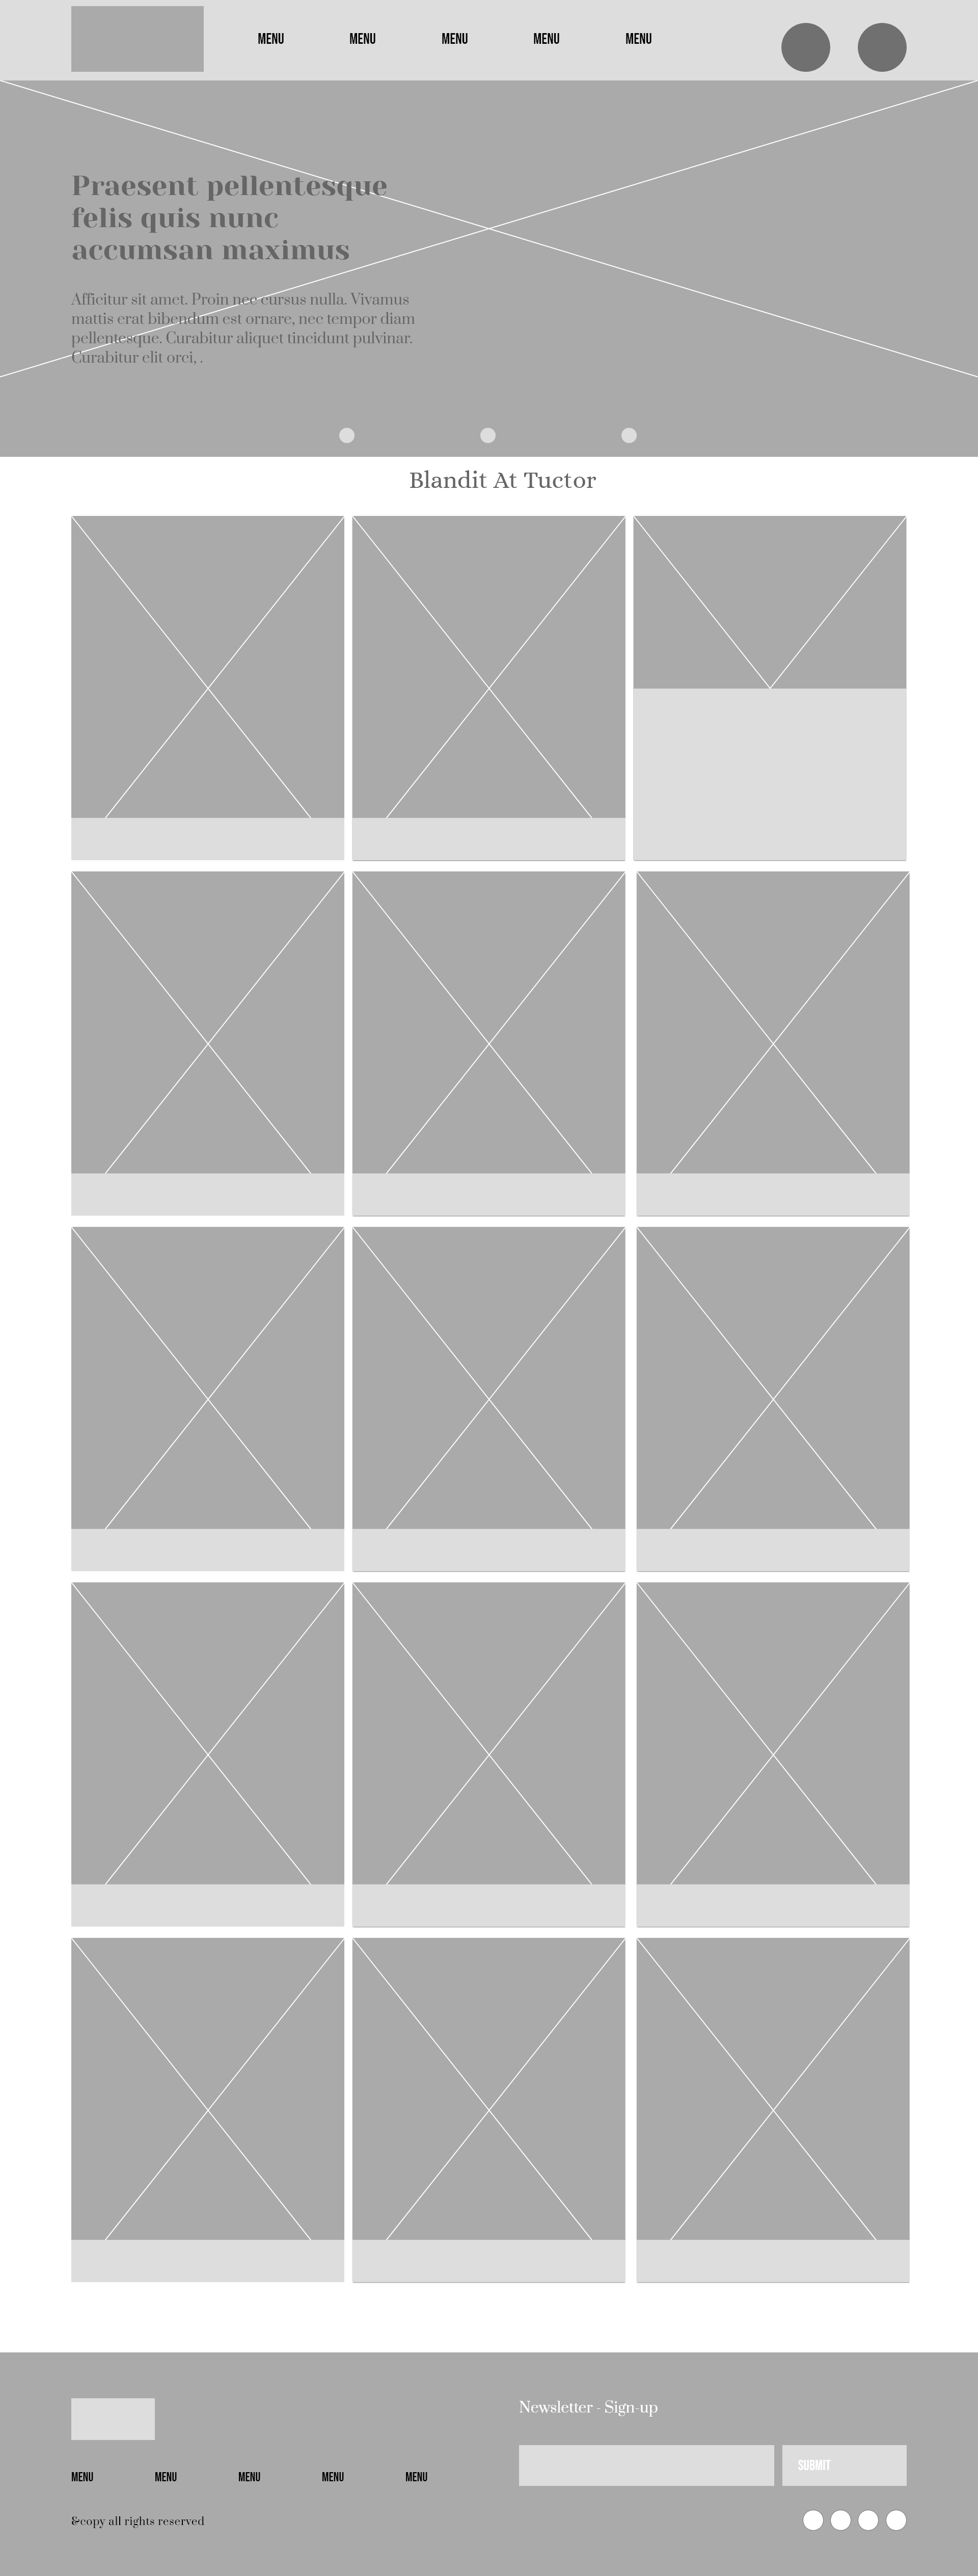 MENU MENU MENU MENU MENU
Praesent pellentesque
felis quis nunc
accumsan maximus
Afficitur sit amet. Proin nec cursus nulla. Vivamus
mattis erat bibendum est ornare, nec tempor diam
pellentesque. Curabitur aliquet tincidunt pulvinar.
Curabitur elit orci, .
Blandit At Tuctor
Newsletter - Sign-up
SUBMIT
MENU MENU MENU MENU MENU
&copy all rights reserved